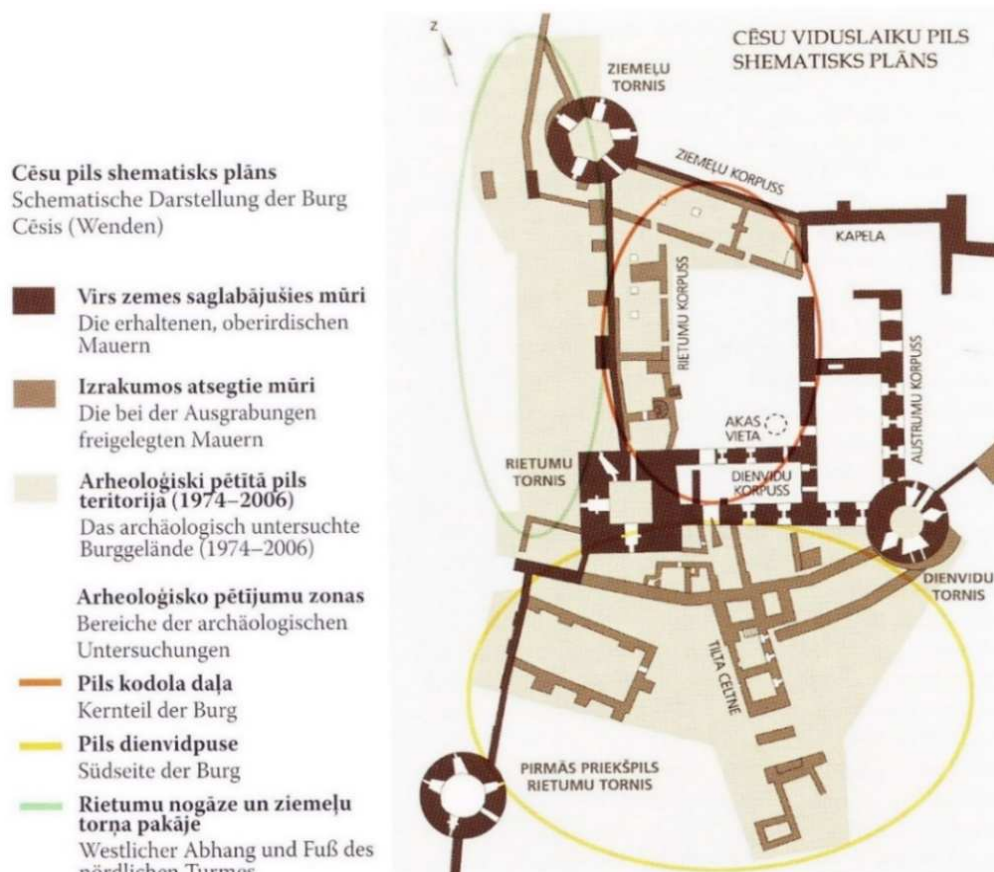 Cēsu pils shematisks plāns
Schematische Darstellung der Burg
Cēsis (Wenden)
Virs zemes saglabājušies mūri
Die erhaltenen, oberirdischen
Mauern
Izrakumos atsegtie mūri
Die bei der Ausgrabungen
freigelegten Mauern
Arheoloģiski pētītā pils
teritorija (1974–2006)
Das archäologisch untersuchte
Burggelände (1974–2006)
Arheoloģisko pētījumu zonas
Bereiche der archäologischen
Untersuchungen
Pils kodola daļa
Kernteil der Burg
Pils dienvidpuse
Südseite der Burg
Rietumu nogāze un ziemeļu
torņa pakāje
Westlicher Abhang und Fuß des
nördlichen Turmes
CĒSU VIDUSLAIKU PILS
SHEMATISKS PLĀNS
Z
ZIEMEĻU
TORNIS
ZIEMEĻU KORPUSS
KAPELA
RIETUMU KORPUSS
AUSTRUMU KORPUSS
AKAS
VIETA
RIETUMU
TORNIS
DIENVIDU
KORPUSS
DIENVIDU
TORNIS
TILTA CELTNE
PIRMĀS PRIEKŠPILS
RIETUMU TORNIS